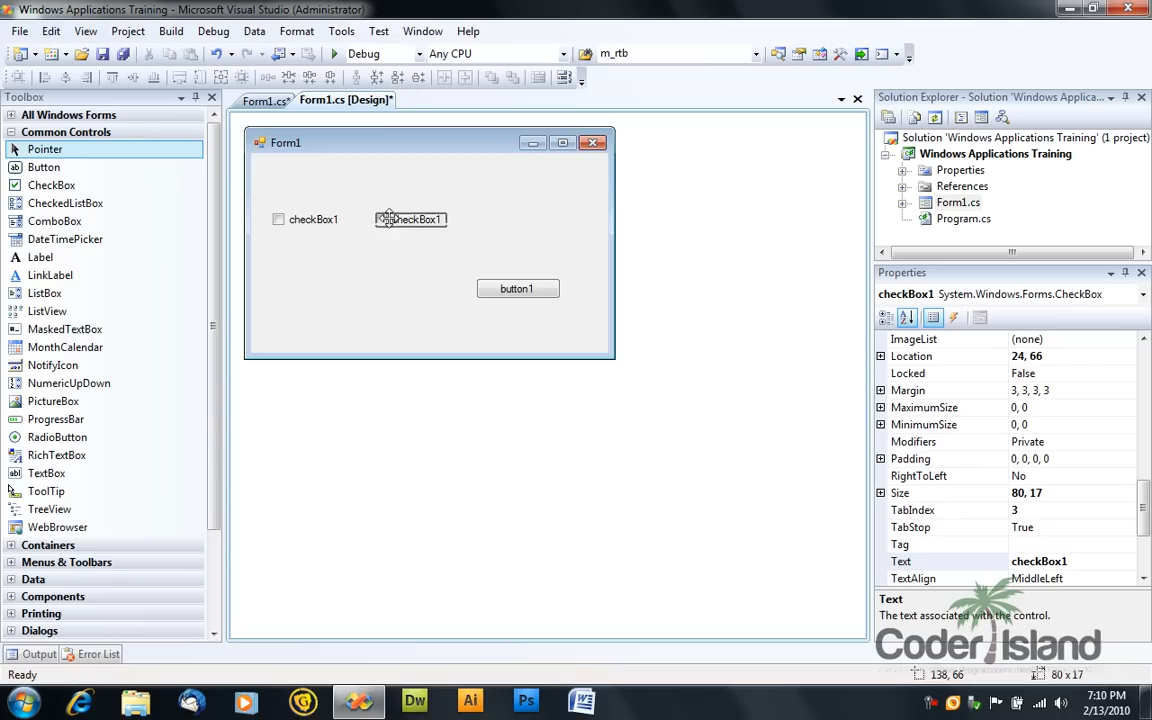 Windows Applications Training - Microsoft Visual Studio (Administrator)
File Edit View Project Build Debug Data Format Tools Test Window Help
Debug Any CPU m_rtb
Toolbox
All Windows Forms
Common Controls
Pointer
Button
CheckBox
CheckedListBox
ComboBox
DateTimePicker
Label
LinkLabel
ListBox
ListView
MaskedTextBox
MonthCalendar
NotifyIcon
NumericUpDown
PictureBox
ProgressBar
RadioButton
RichTextBox
TextBox
ToolTip
TreeView
WebBrowser
Containers
Menus & Toolbars
Data
Components
Printing
Dialogs
Output Error List
Ready
Form1.cs* Form1.cs [Design]*
Form1
checkBox1 checkBox1
button1
Solution Explorer - Solution 'Windows Applica...
Solution 'Windows Applications Training' (1 project)
Windows Applications Training
Properties
References
Form1.cs
Program.cs
Properties
checkBox1 System.Windows.Forms.CheckBox
ImageList (none)
Location 24, 66
Locked False
Margin 3, 3, 3, 3
MaximumSize 0, 0
MinimumSize 0, 0
Modifiers Private
Padding 0, 0, 0, 0
RightToLeft No
Size 80, 17
TabIndex 3
TabStop True
Tag
Text checkBox1
TextAlign MiddleLeft
Text
The text associated with the control.
Coder Island
138, 66 80 x 17
Dw Ai Ps
7:10 PM
2/13/2010